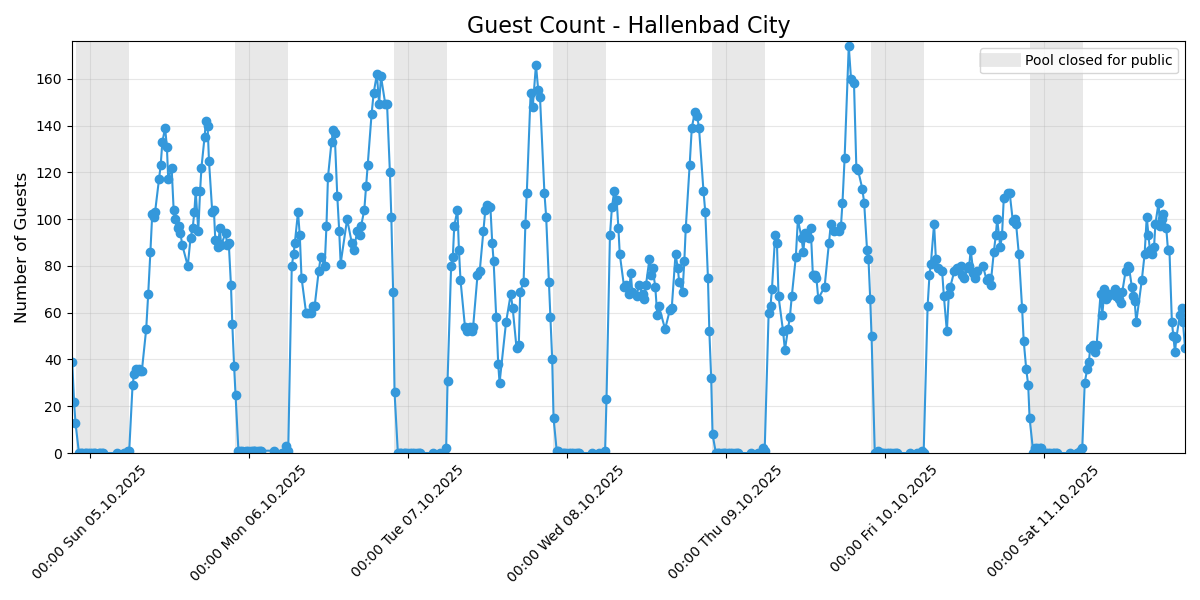 Guest Count - Hallenbad City
Pool closed for public
Number of Guests
160
140
120
100
80
60
40
20
0
00:00 Sun 05.10.2025
00:00 Mon 06.10.2025
00:00 Tue 07.10.2025
00:00 Wed 08.10.2025
00:00 Thu 09.10.2025
00:00 Fri 10.10.2025
00:00 Sat 11.10.2025